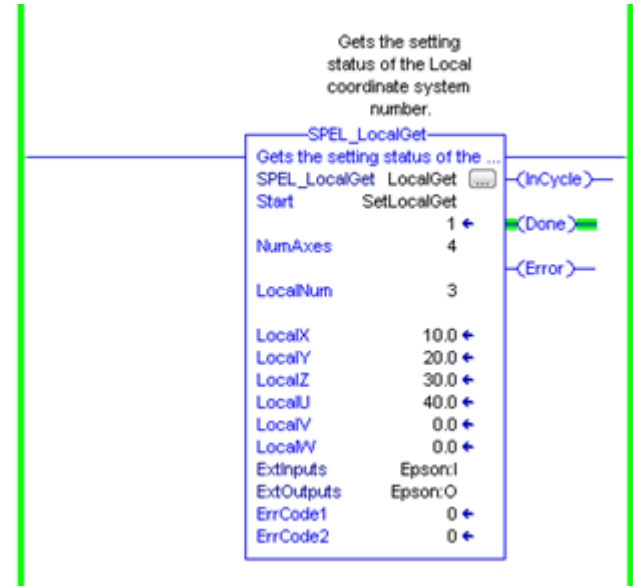 Gets the setting
status of the Local
coordinate system
number.
SPEL_LocalGet
Gets the setting status of the ...
SPEL_LocalGet LocalGet ... (InCycle)
Start SetLocalGet
1 (Done)
NumAxes 4
(Error)
LocalNum 3
LocalX 10.0
LocalY 20.0
LocalZ 30.0
LocalU 40.0
LocalV 0.0
LocalW 0.0
ExtInputs Epson:I
ExtOutputs Epson:O
ErrCode1 0
ErrCode2 0